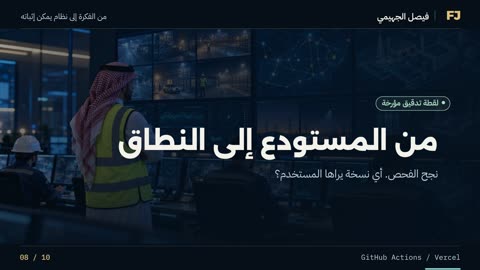 FJ
فيصل الجهيمي
من الفكرة إلى نظام يمكن إثباته
لقطة تدقيق مؤرخة
من المستودع إلى النطاق
نجح الفحص. أي نسخة يراها المستخدم؟
08 / 10
GitHub Actions / Vercel